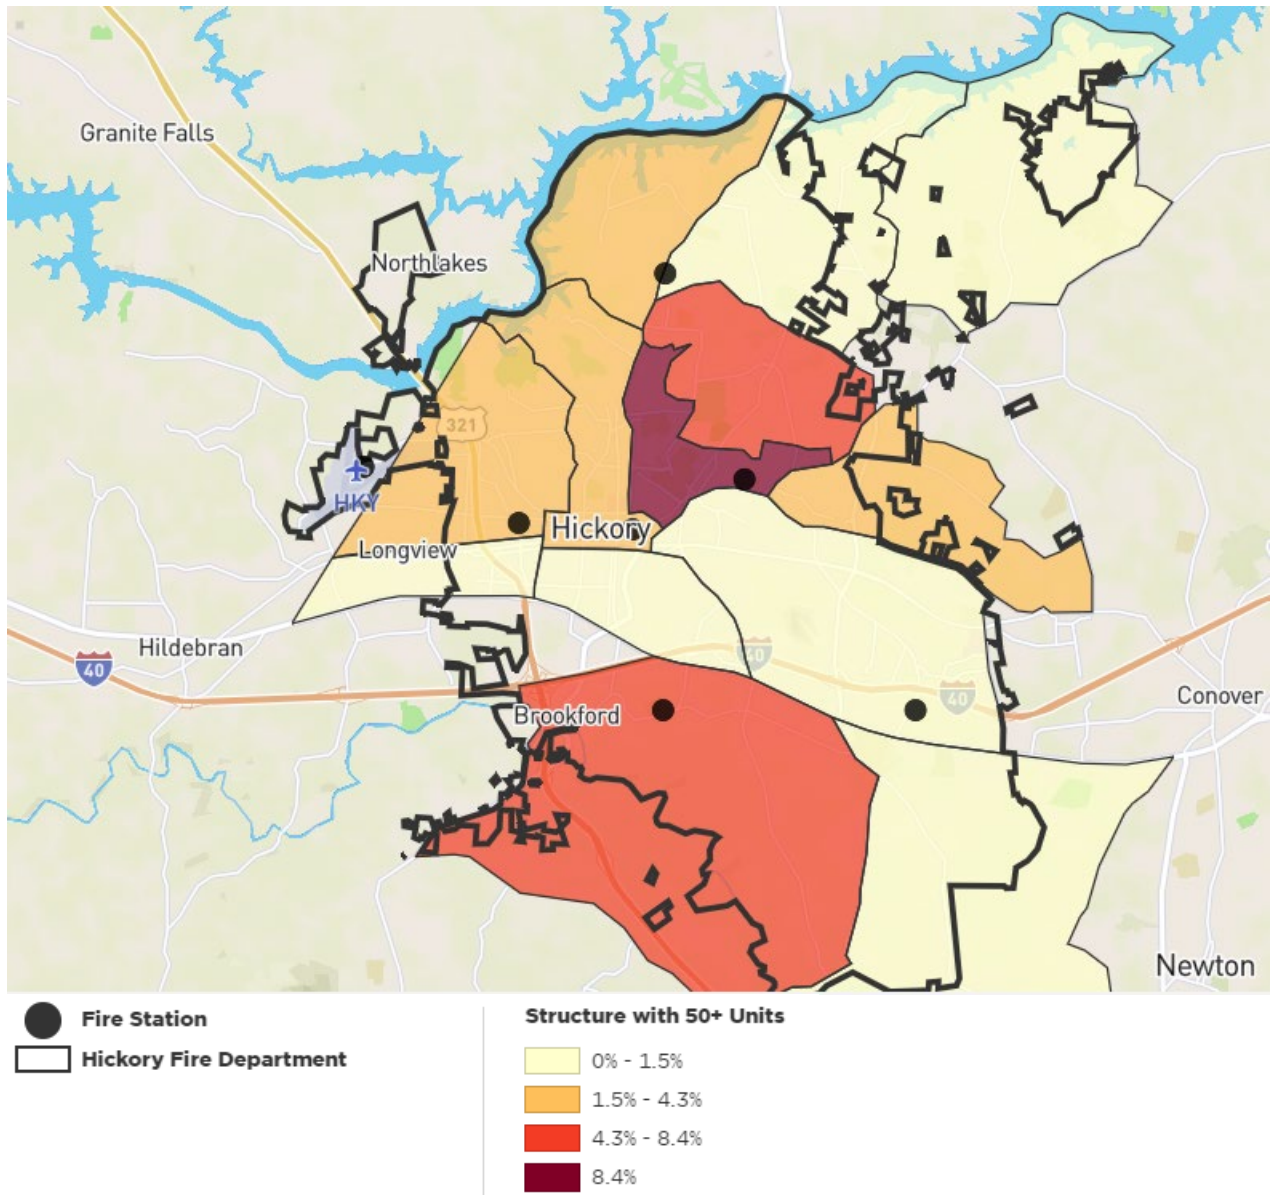 Granite Falls
Northlakes
321
HKY
Hickory
Longview
Hildebran
40
40
40
Brookford
Conover
Newton
Fire Station
Hickory Fire Department
Structure with 50+ Units
0% - 1.5%
1.5% - 4.3%
4.3% - 8.4%
8.4%